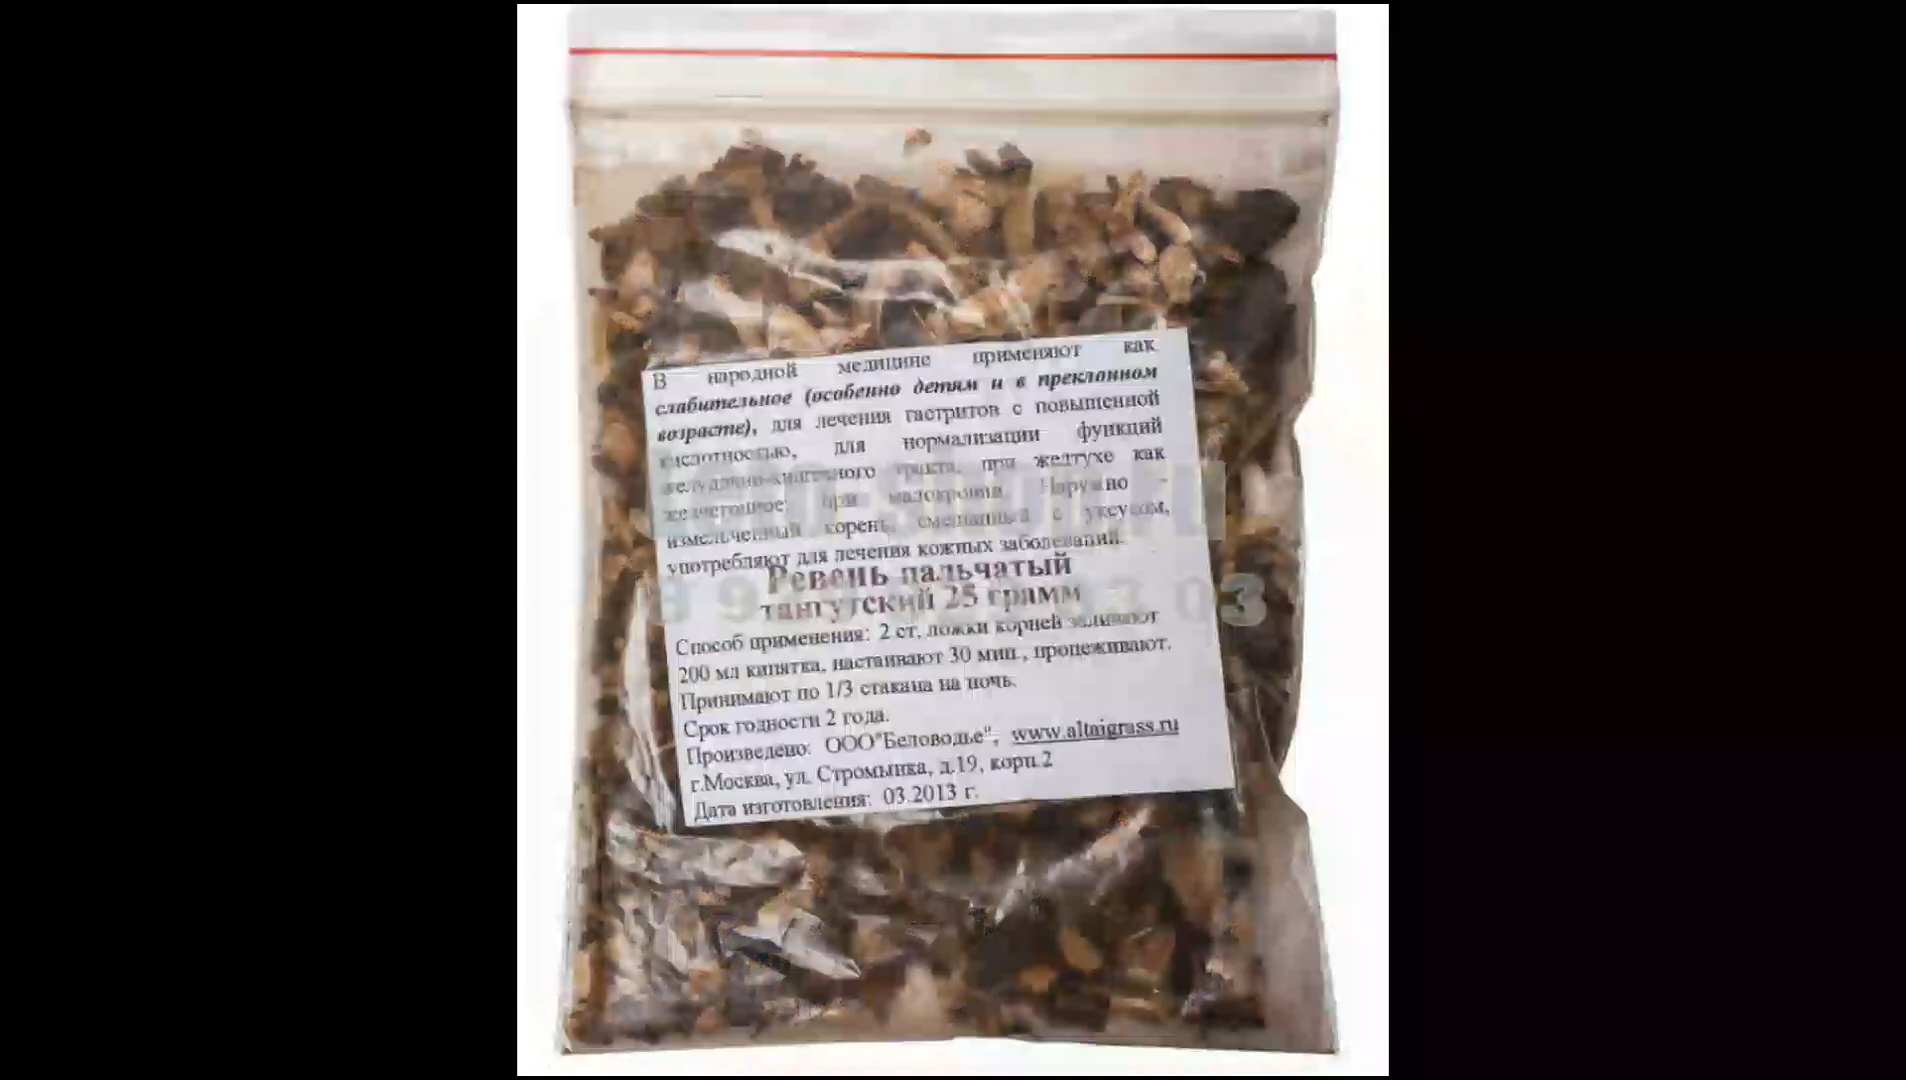 В народной медицине применяют как
слабительное (особенно детям и в преклонном
возрасте), для лечения гастритов с повышенной
кислотностью, для нормализации функций
желудочно-кишечного тракта, при желтухе как
желчегонное; при малокровии. Наружно -
измельченный корень, смешанный с уксусом,
употребляют для лечения кожных заболеваний.
Ревень пальчатый
тангутский 25 грамм
Способ применения: 2 ст. ложки корней заливают
200 мл кипятка, настаивают 30 мин., процеживают.
Принимают по 1/3 стакана на ночь.
Срок годности 2 года.
Произведено: ООО"Беловодье", www.altaigrass.ru
г.Москва, ул. Стромынка, д.19, корп.2
Дата изготовления: 03.2013 г.